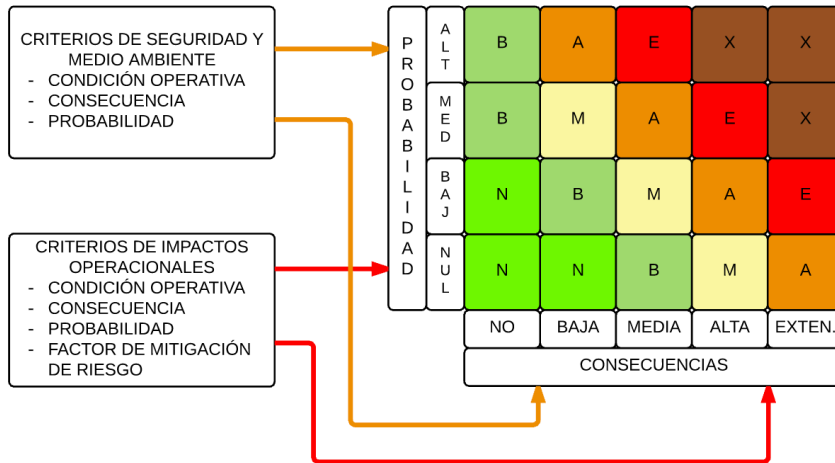 CRITERIOS DE SEGURIDAD Y
MEDIO AMBIENTE
- CONDICIÓN OPERATIVA
- CONSECUENCIA
- PROBABILIDAD
CRITERIOS DE IMPACTOS
OPERACIONALES
- CONDICIÓN OPERATIVA
- CONSECUENCIA
- PROBABILIDAD
- FACTOR DE MITIGACIÓN
DE RIESGO
PROBABILIDAD
ALT B A E X X
MED B M A E X
BAJ N B M A E
NUL N N B M A
NO BAJA MEDIA ALTA EXTEN.
CONSECUENCIAS